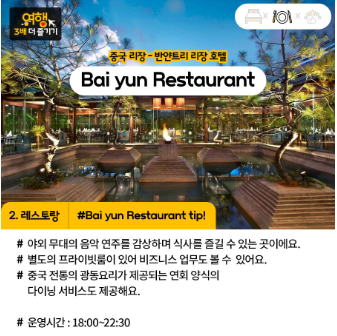 여행
3배 더 즐기기
중국 리장 - 반얀트리 리장 호텔
Bai yun Restaurant
2. 레스토랑
#Bai yun Restaurant tip!
# 야외 무대의 음악 연주를 감상하며 식사를 즐길 수 있는 곳이에요.
# 별도의 프라이빗룸이 있어 비즈니스 업무도 볼 수 있어요.
# 중국 전통의 광동요리가 제공되는 연회 양식의
다이닝 서비스도 제공해요.
# 운영시간 : 18:00~22:30